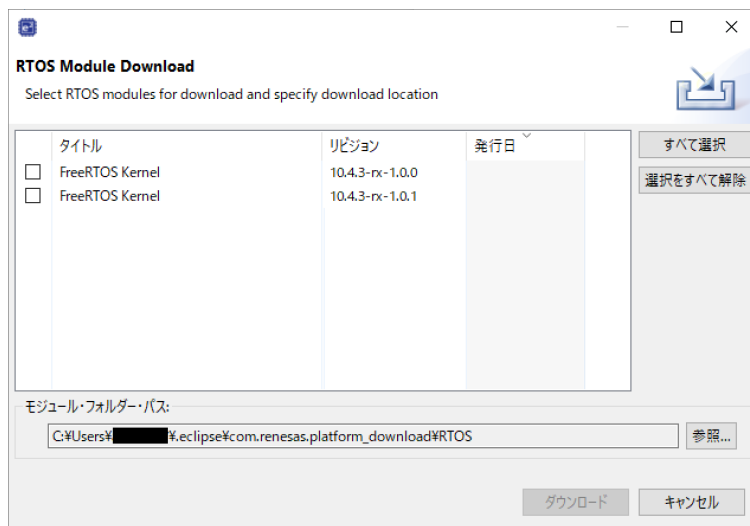 RTOS Module Download
Select RTOS modules for download and specify download location
タイトル リビジョン 発行日
FreeRTOS Kernel 10.4.3-rx-1.0.0
FreeRTOS Kernel 10.4.3-rx-1.0.1
すべて選択
選択をすべて解除
モジュール・フォルダー・パス:
C:¥Users¥ ¥.eclipse¥com.renesas.platform_download¥RTOS
参照...
ダウンロード
キャンセル